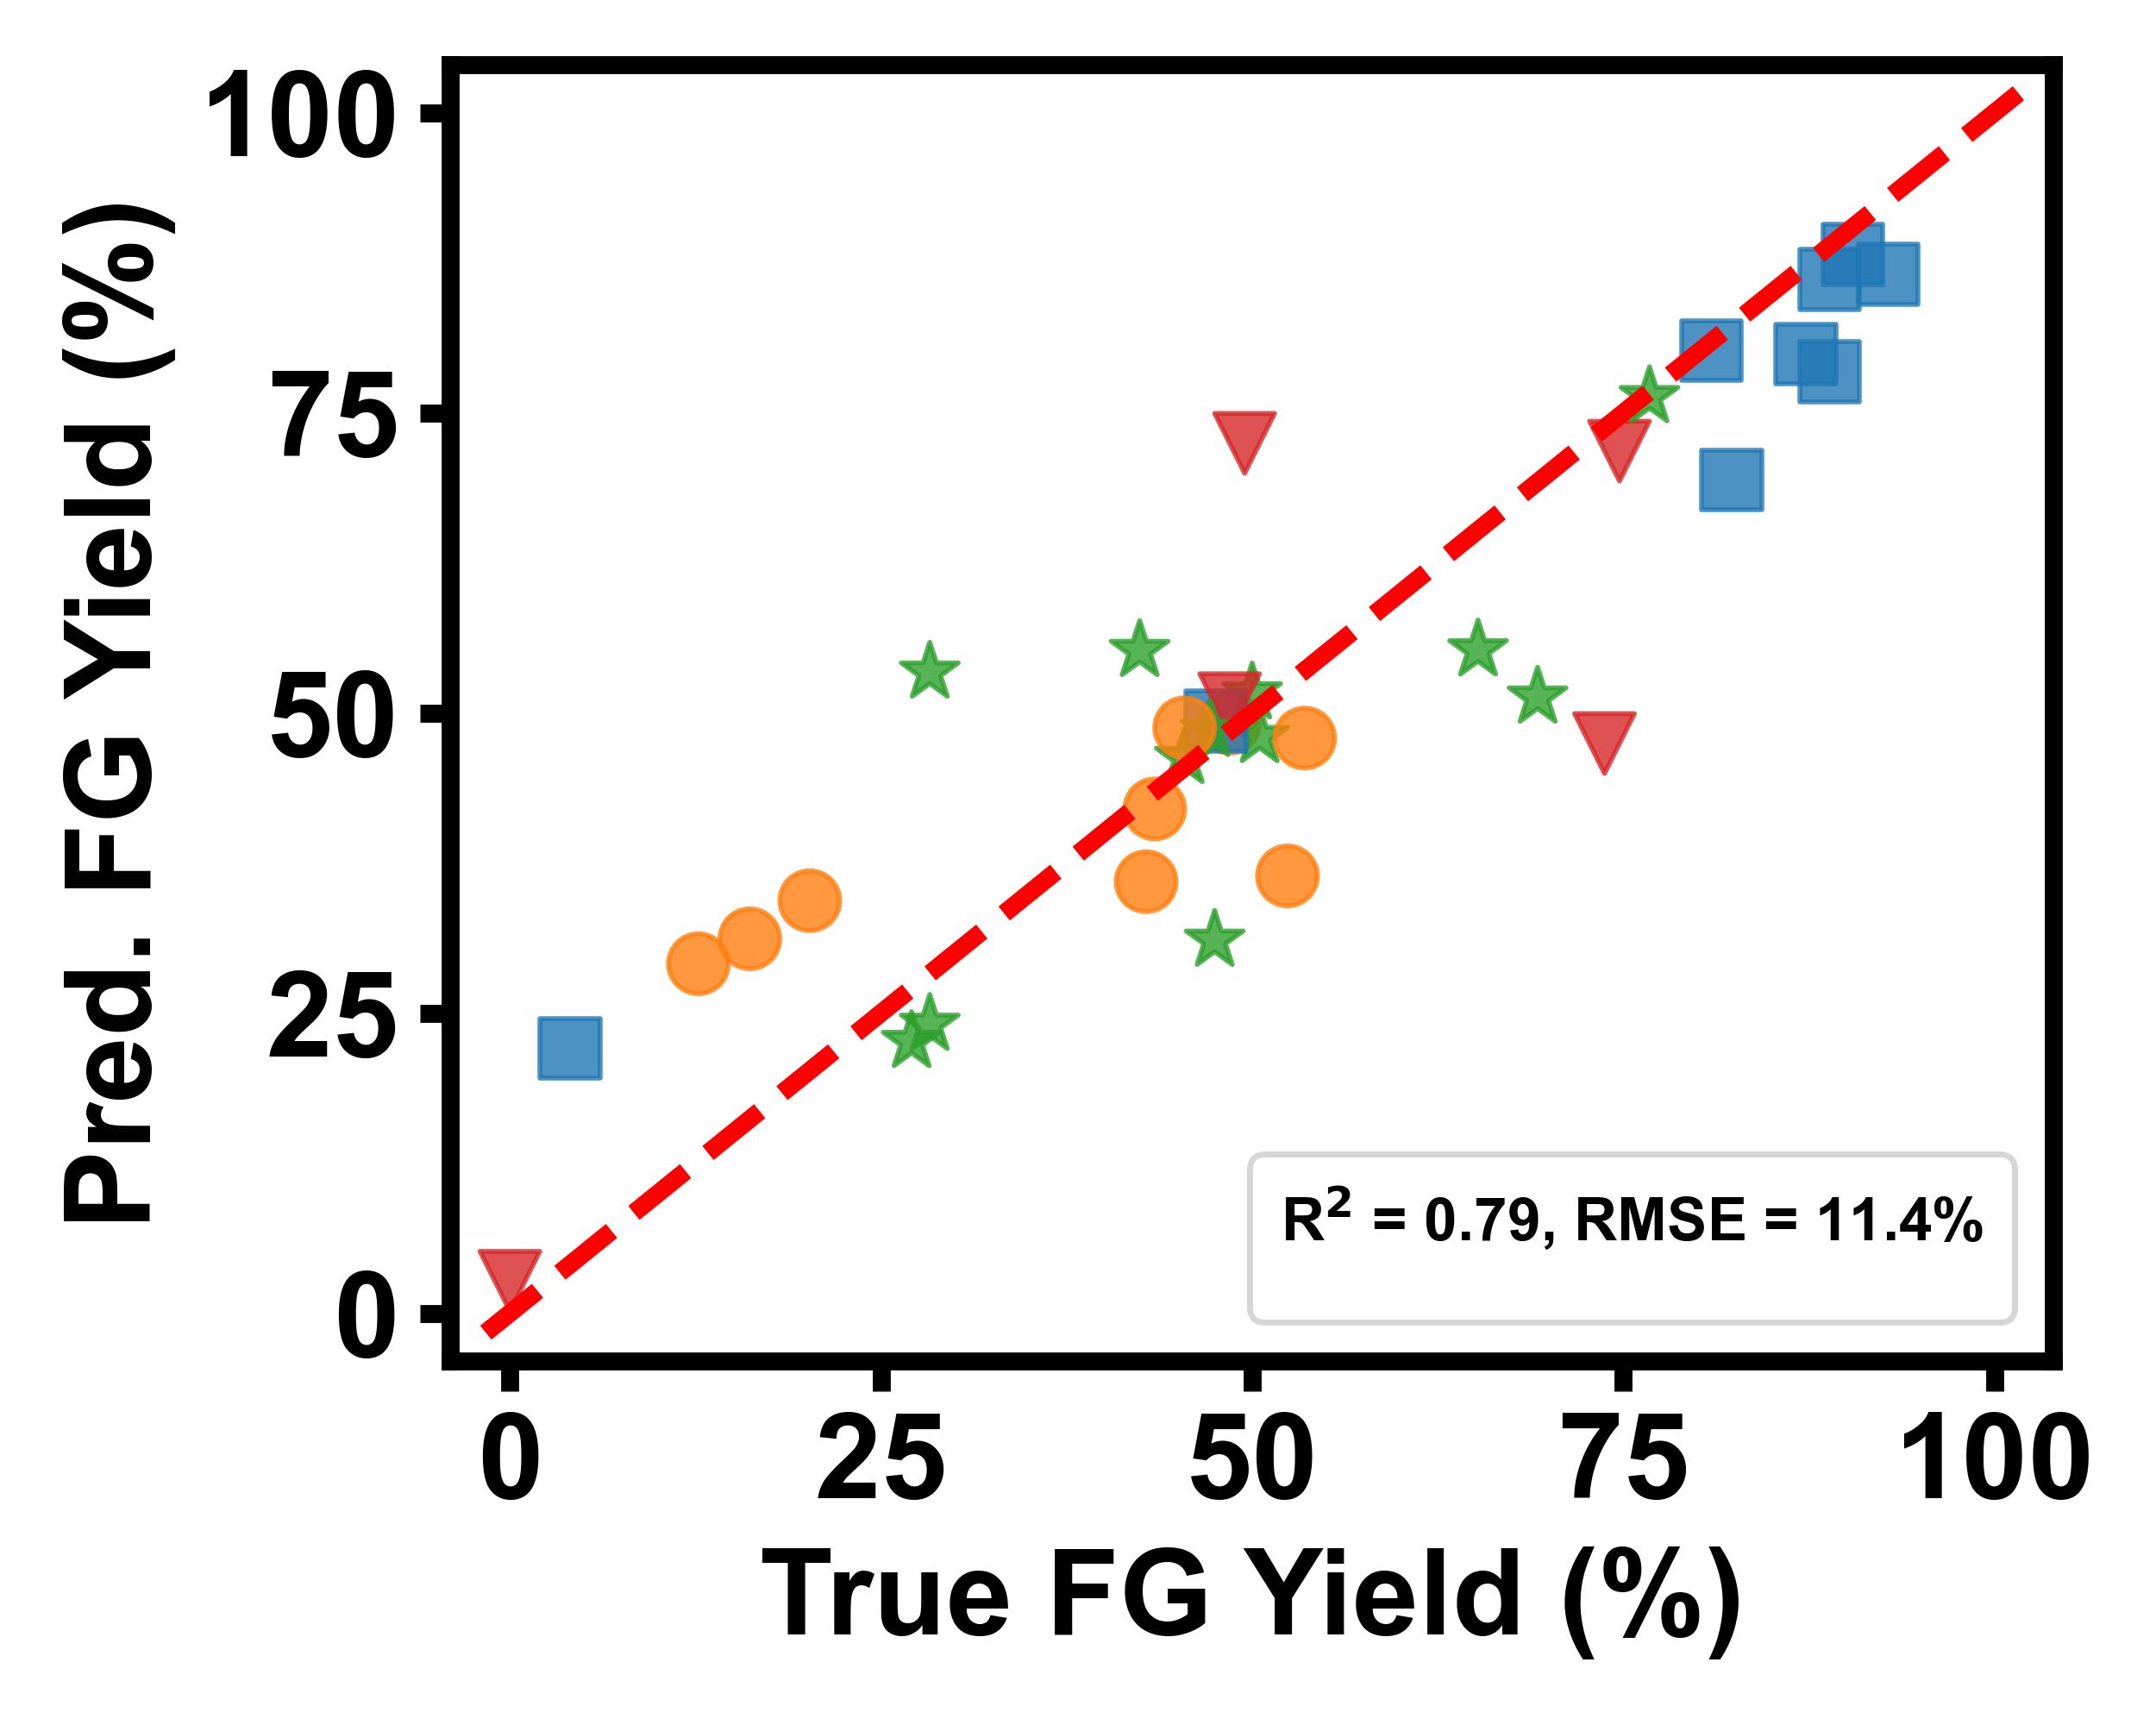 100
75
50
25
0
Pred. FG Yield (%)
R² = 0.79, RMSE = 11.4%
0 25 50 75 100
True FG Yield (%)